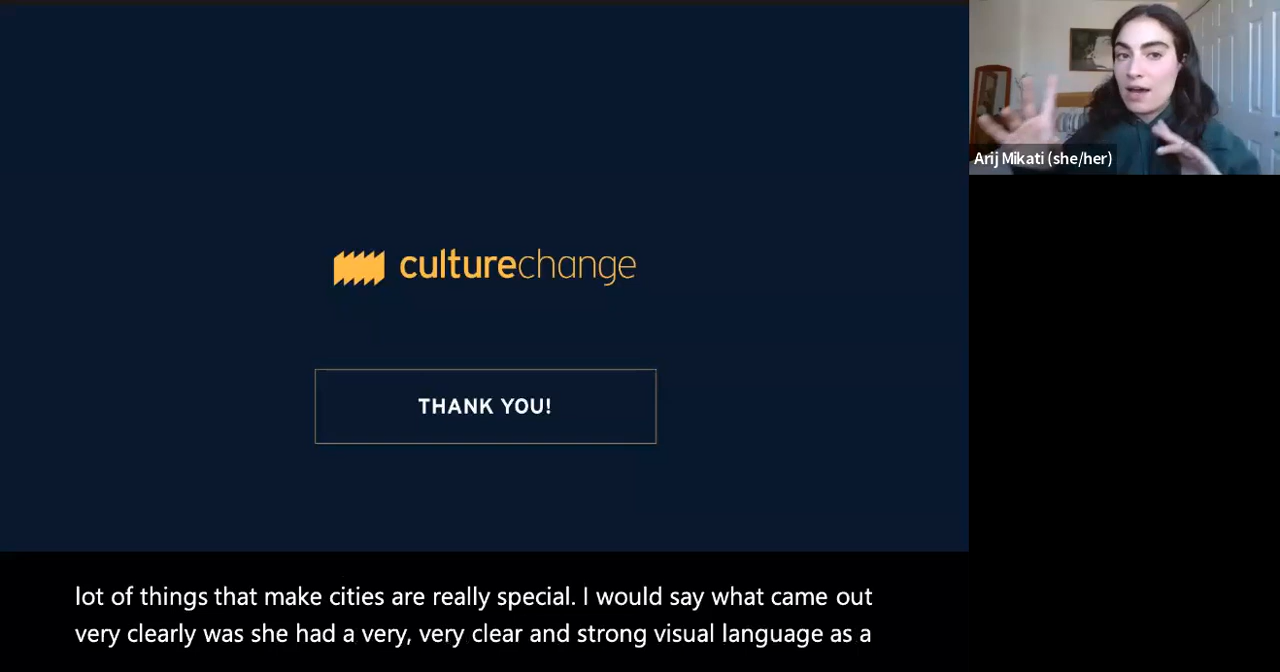 culturechange
THANK YOU!
Arij Mikati (she/her)
lot of things that make cities are really special. I would say what came out
very clearly was she had a very, very clear and strong visual language as a